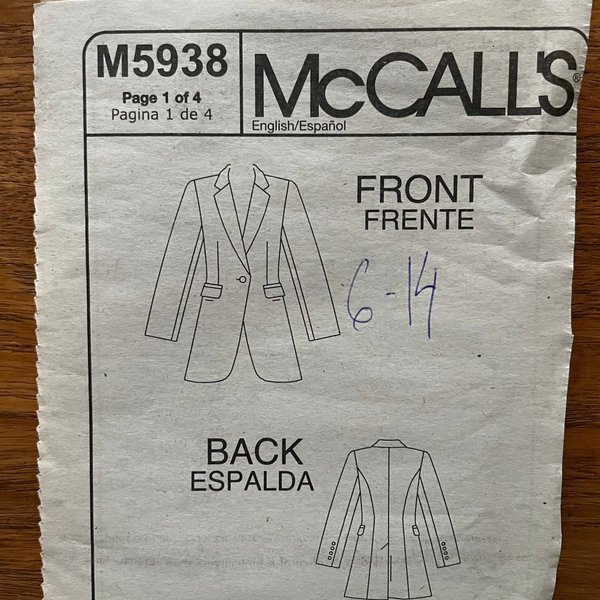 M5938
Page 1 of 4
Pagina 1 de 4
McCALL'S®
English/Español
FRONT
FRENTE
6-14
BACK
ESPALDA